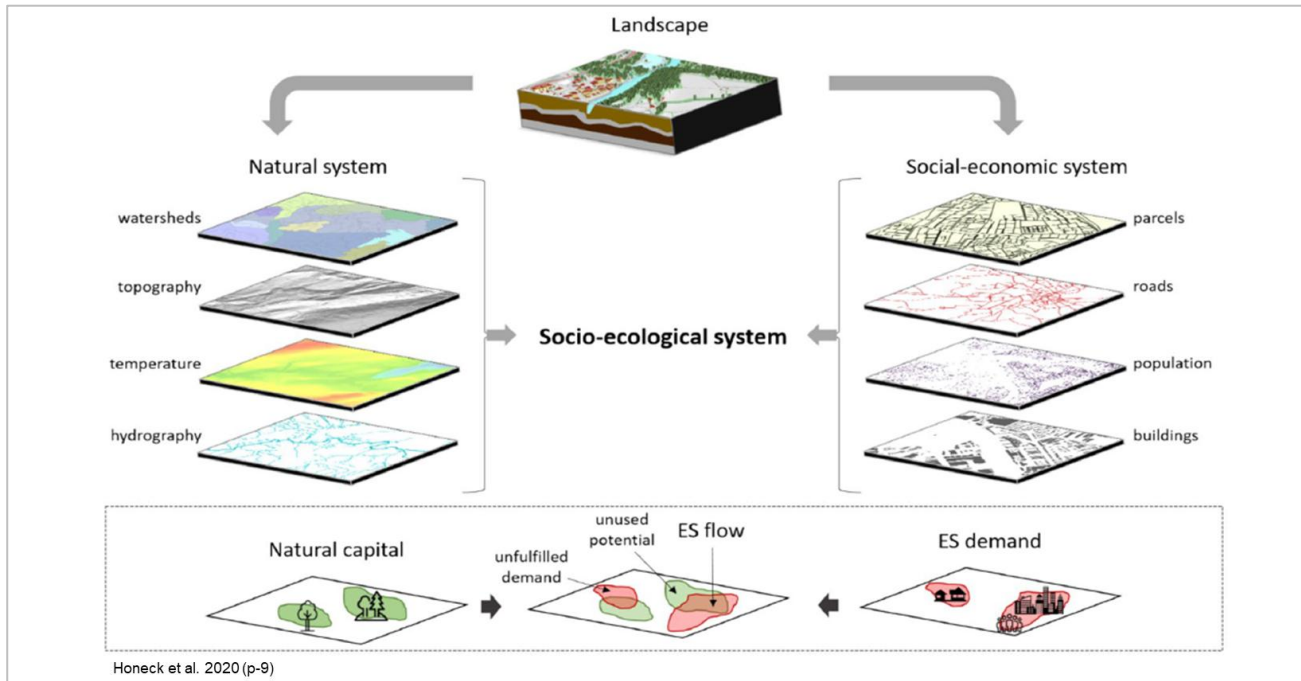 Landscape
Natural system
Social-economic system
watersheds
topography
temperature
hydrography
Socio-ecological system
parcels
roads
population
buildings
Natural capital
unfulfilled
demand
unused
potential
ES flow
ES demand
Honeck et al. 2020 (p-9)